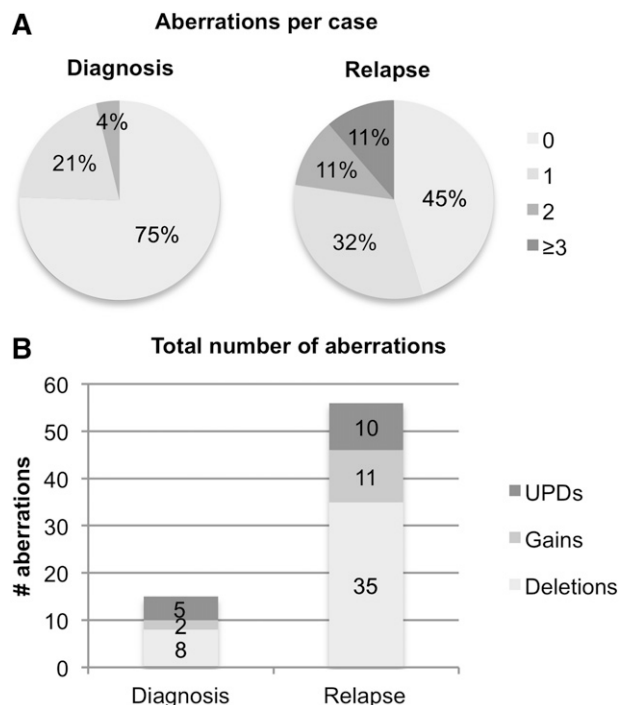 A
Aberrations per case
Diagnosis
Relapse
4%
21%
75%
11%
11%
45%
32%
0
1
2
≥3
B
Total number of aberrations
# aberrations
60
50
40
30
20
10
0
5
2
8
10
11
35
UPDs
Gains
Deletions
Diagnosis
Relapse